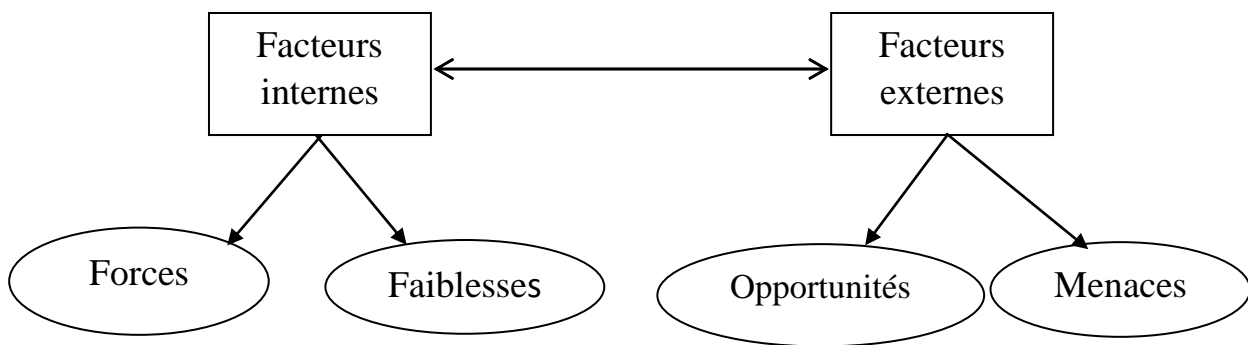 Facteurs
internes
Facteurs
externes
Forces
Faiblesses
Opportunités
Menaces